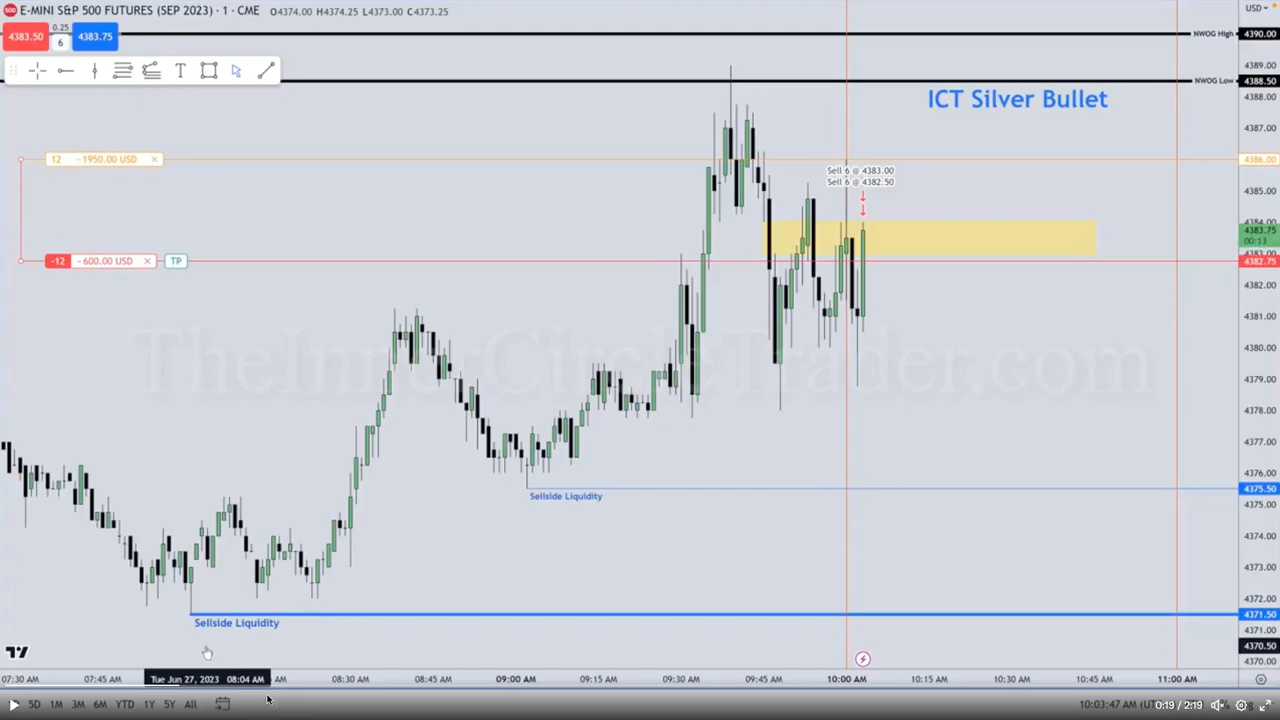 500 E-MINI S&P 500 FUTURES (SEP 2023) · 1 · CME O4374.00 H4374.25 L4373.00 C4373.25
USD
4383.50 0.25 6 4383.75
NWOG High 4390.00
4389.00
NWOG Low 4388.50
ICT Silver Bullet
4388.00
4387.00
12 -1950.00 USD × 4386.00
Sell 6 @ 4383.00
Sell 6 @ 4382.50
4385.00
4384.00
4383.75
00:13
4383.00
-12 -600.00 USD × TP 4382.75
4382.00
4381.00
TheInnerCircleTrader.com
4380.00
4379.00
4378.00
4377.00
4376.00
Sellside Liquidity 4375.50
4375.00
4374.00
4373.00
4372.00
4371.50
Sellside Liquidity
4371.00
4370.50
4370.00
07:30 AM 07:45 AM Tue Jun 27, 2023 08:04 AM AM 08:30 AM 08:45 AM 09:00 AM 09:15 AM 09:30 AM 09:45 AM 10:00 AM 10:15 AM 10:30 AM 10:45 AM 11:00 AM
5D 1M 3M 6M YTD 1Y 5Y All 10:03:47 AM (UT 0:19 / 2:19 %